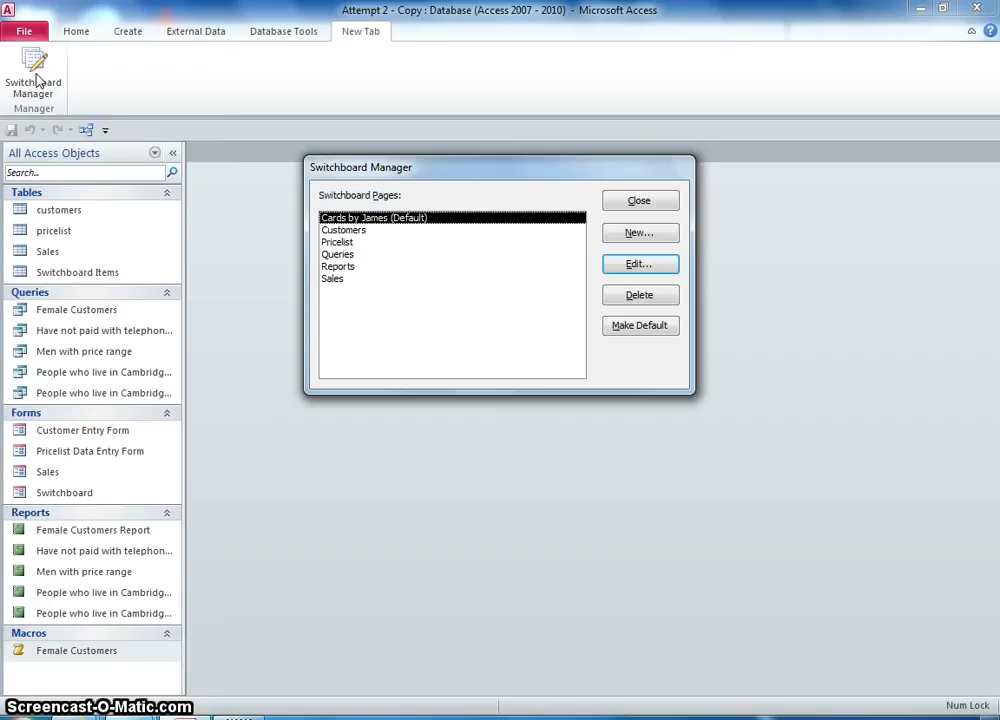 Attempt 2 - Copy : Database (Access 2007 - 2010) - Microsoft Access
File Home Create External Data Database Tools New Tab
Switchboard
Manager
Manager
All Access Objects
Search...
Tables
customers
pricelist
Sales
Switchboard Items
Queries
Female Customers
Have not paid with telephon...
Men with price range
People who live in Cambridg...
People who live in Cambridg...
Forms
Customer Entry Form
Pricelist Data Entry Form
Sales
Switchboard
Reports
Female Customers Report
Have not paid with telephon...
Men with price range
People who live in Cambridg...
People who live in Cambridg...
Macros
Female Customers
Switchboard Manager
Switchboard Pages:
Cards by James (Default)
Customers
Pricelist
Queries
Reports
Sales
Close
New...
Edit...
Delete
Make Default
Screencast-O-Matic.com
Num Lock